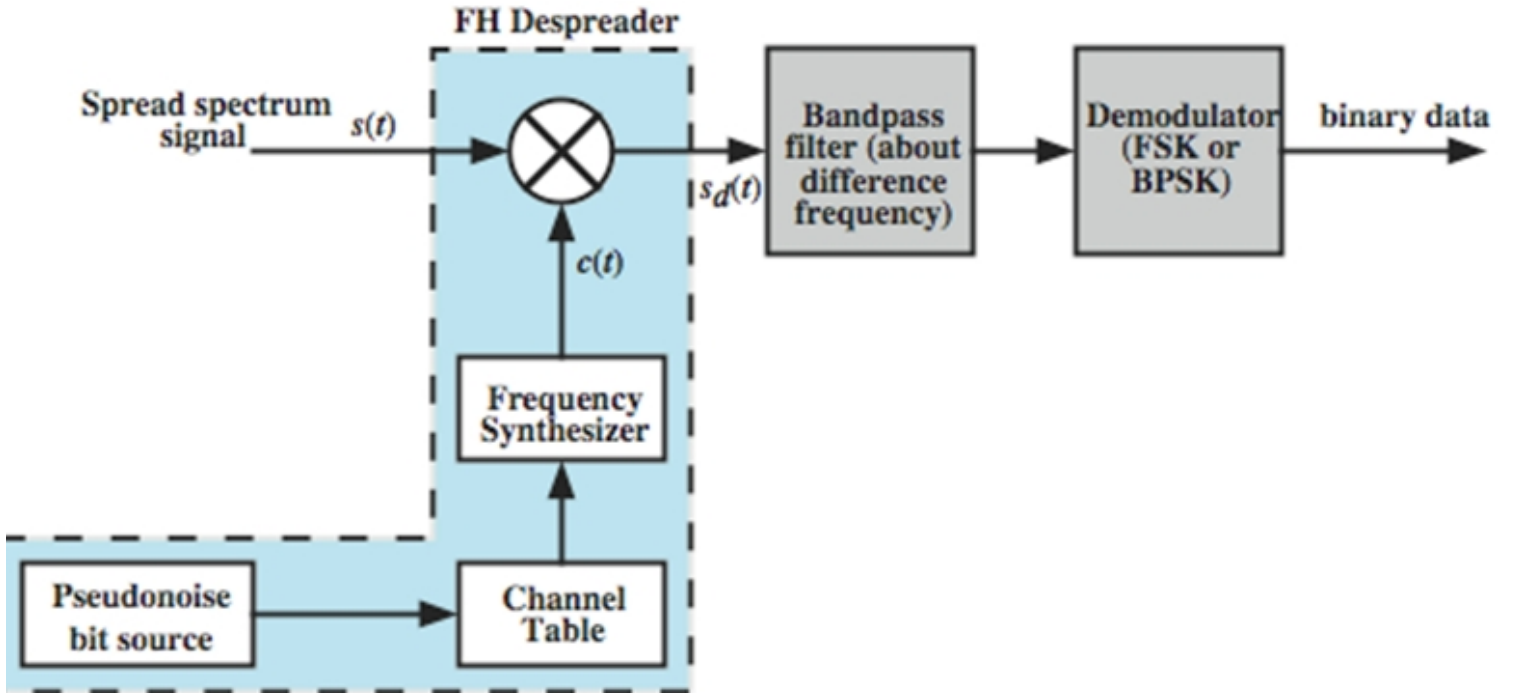 FH Despreader
Spread spectrum
signal
s(t)
Bandpass
filter (about
difference
frequency)
Demodulator
(FSK or
BPSK)
binary data
s_d(t)
c(t)
Frequency
Synthesizer
Pseudonoise
bit source
Channel
Table